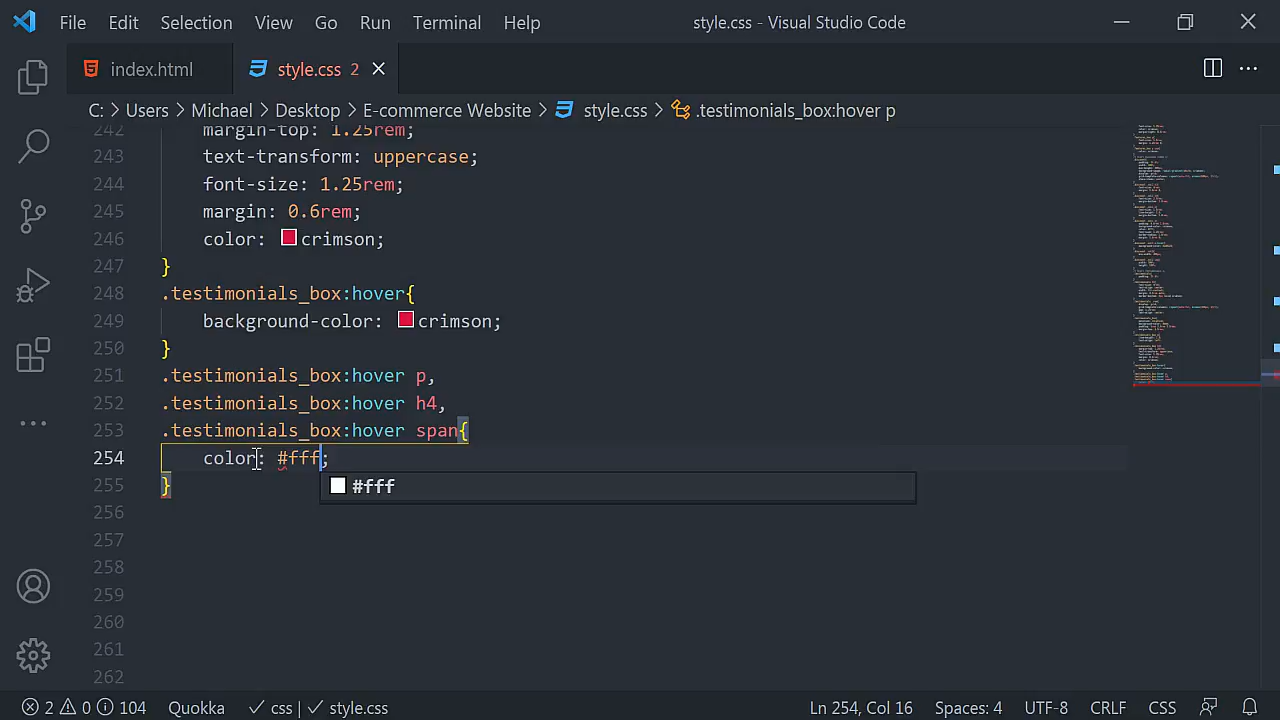 File Edit Selection View Go Run Terminal Help style.css - Visual Studio Code
index.html style.css 2
C: > Users > Michael > Desktop > E-commerce Website > style.css > .testimonials_box:hover p
242 margin-top: 1.25rem;
243 text-transform: uppercase;
244 font-size: 1.25rem;
245 margin: 0.6rem;
246 color: crimson;
247 }
248 .testimonials_box:hover{
249 background-color: crimson;
250 }
251 .testimonials_box:hover p,
252 .testimonials_box:hover h4,
253 .testimonials_box:hover span{
254 color: #fff;
255 }
#fff
256
257
258
259
260
261
262
2 0 104 Quokka css | style.css Ln 254, Col 16 Spaces: 4 UTF-8 CRLF CSS